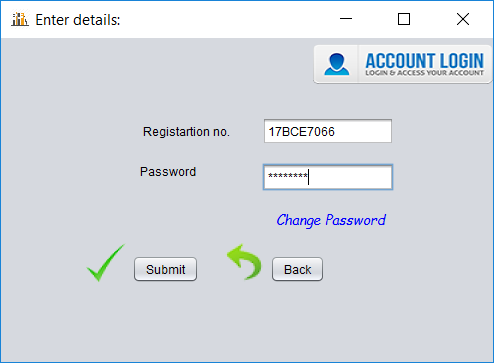 Enter details:
ACCOUNT LOGIN
LOGIN & ACCESS YOUR ACCOUNT
Registartion no. 17BCE7066
Password ********
Change Password
Submit Back